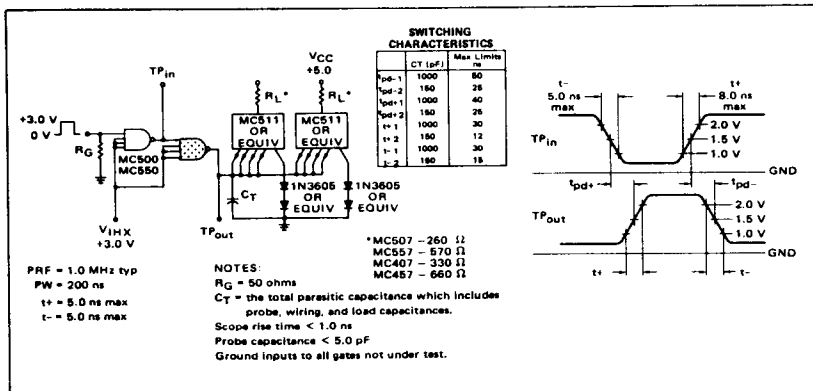 SWITCHING
CHARACTERISTICS
CT (pF) Max Limits ns
tpd-1 1000 50
tpd-2 150 25
tpd+1 1000 40
tpd+2 150 25
t+1 1000 30
t+2 150 12
t-1 1000 30
t-2 150 15
TPin
VCC
+5.0
RL* RL*
MC511 OR EQUIV
MC511 OR EQUIV
+3.0 V
0 V
RG
MC500
MC550
CT
1N3605 OR EQUIV
1N3605 OR EQUIV
VIHX
+3.0 V
TPout
*MC507 - 260 Ω
MC557 - 570 Ω
MC407 - 330 Ω
MC457 - 660 Ω
PRF = 1.0 MHz typ
PW = 200 ns
t+ = 5.0 ns max
t- = 5.0 ns max
NOTES:
RG = 50 ohms
CT = the total parasitic capacitance which includes
probe, wiring, and load capacitances.
Scope rise time < 1.0 ns
Probe capacitance < 5.0 pF
Ground inputs to all gates not under test.
t-
5.0 ns
max
t+
8.0 ns
max
TPin
2.0 V
1.5 V
1.0 V
GND
tpd+ tpd-
TPout
2.0 V
1.5 V
1.0 V
GND
t+ t-